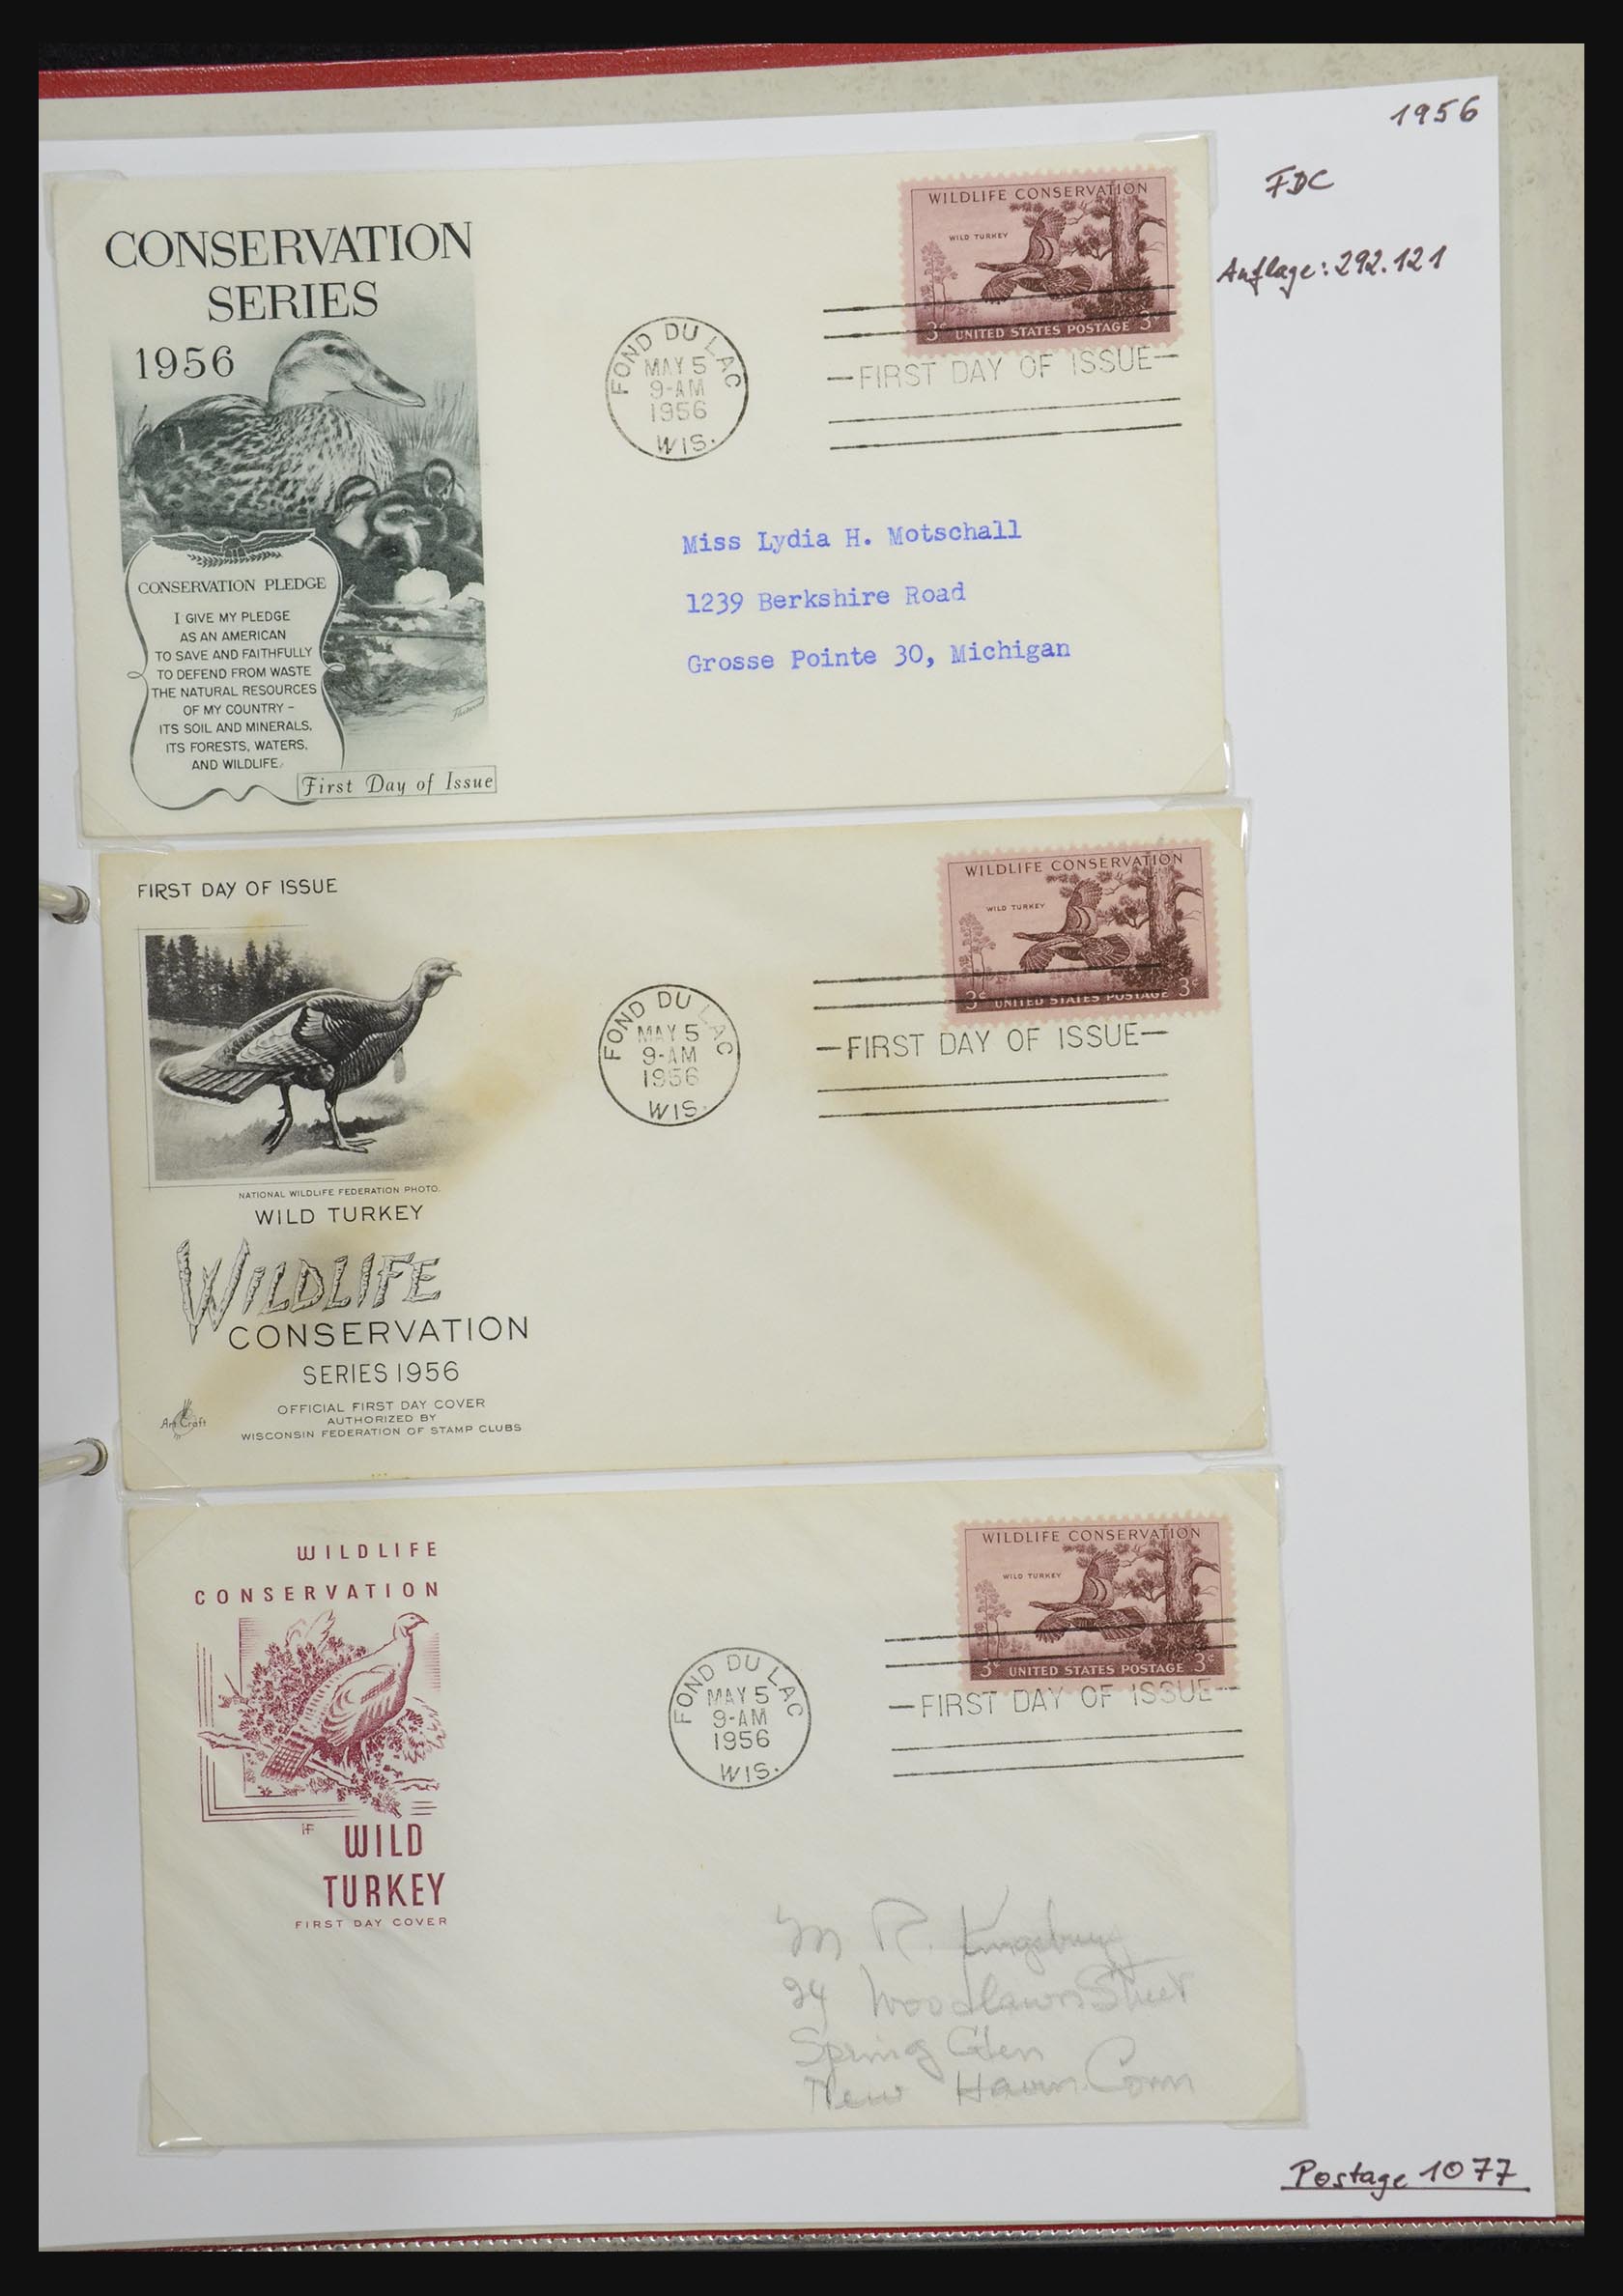 1956
FDC
Auflage: 292.121
CONSERVATION
SERIES
1956
CONSERVATION PLEDGE
I GIVE MY PLEDGE
AS AN AMERICAN
TO SAVE AND FAITHFULLY
TO DEFEND FROM WASTE
THE NATURAL RESOURCES
OF MY COUNTRY –
ITS SOIL AND MINERALS,
ITS FORESTS, WATERS,
AND WILDLIFE.
First Day of Issue
WILDLIFE CONSERVATION
WILD TURKEY
3¢ UNITED STATES POSTAGE 3¢
FOND DU LAC
MAY 5
9-AM
1956
WIS.
—FIRST DAY OF ISSUE—
Miss Lydia H. Motschall
1239 Berkshire Road
Grosse Pointe 30, Michigan
FIRST DAY OF ISSUE
NATIONAL WILDLIFE FEDERATION PHOTO.
WILD TURKEY
WILDLIFE
CONSERVATION
SERIES 1956
OFFICIAL FIRST DAY COVER
AUTHORIZED BY
WISCONSIN FEDERATION OF STAMP CLUBS
Art Craft
WILDLIFE CONSERVATION
WILD TURKEY
3¢ UNITED STATES POSTAGE 3¢
FOND DU LAC
MAY 5
9-AM
1956
WIS.
—FIRST DAY OF ISSUE—
WILDLIFE
CONSERVATION
WILD
TURKEY
FIRST DAY COVER
WILDLIFE CONSERVATION
WILD TURKEY
3¢ UNITED STATES POSTAGE 3¢
FOND DU LAC
MAY 5
9-AM
1956
WIS.
—FIRST DAY OF ISSUE—
M R. Kingsbury
24 Woodlawn Street
Spring Glen
New Haven. Conn
Postage 1077